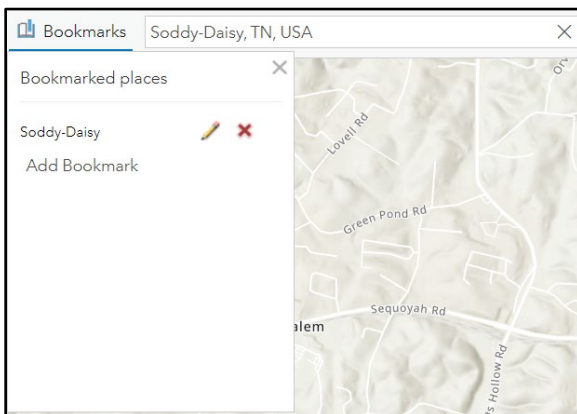 Bookmarks
Soddy-Daisy, TN, USA
Bookmarked places
Soddy-Daisy
Add Bookmark
Lovell Rd
Green Pond Rd
Sequoyah Rd
alem
s Hollow Rd